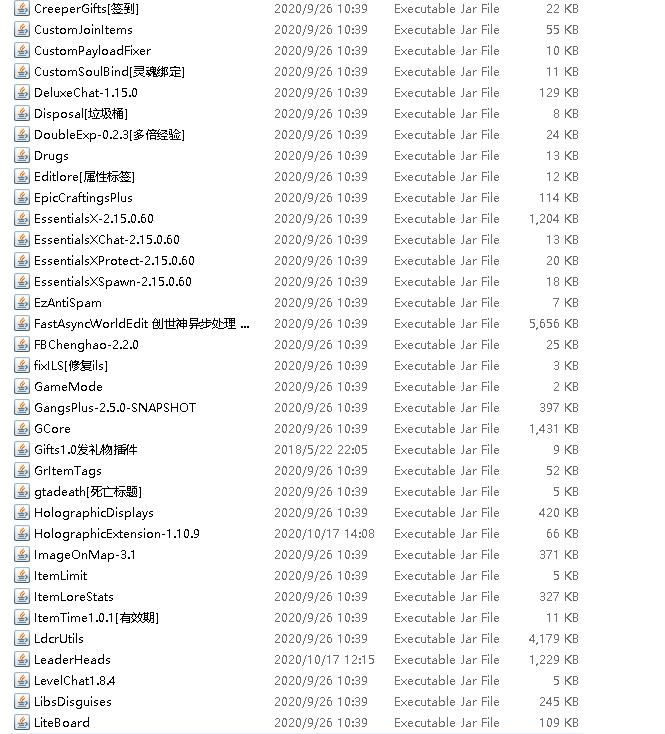 CreeperGifts[签到] 2020/9/26 10:39 Executable Jar File 22 KB
CustomJoinItems 2020/9/26 10:39 Executable Jar File 55 KB
CustomPayloadFixer 2020/9/26 10:39 Executable Jar File 10 KB
CustomSoulBind[灵魂绑定] 2020/9/26 10:39 Executable Jar File 11 KB
DeluxeChat-1.15.0 2020/9/26 10:39 Executable Jar File 129 KB
Disposal[垃圾桶] 2020/9/26 10:39 Executable Jar File 8 KB
DoubleExp-0.2.3[多倍经验] 2020/9/26 10:39 Executable Jar File 24 KB
Drugs 2020/9/26 10:39 Executable Jar File 13 KB
Editlore[属性标签] 2020/9/26 10:39 Executable Jar File 12 KB
EpicCraftingsPlus 2020/9/26 10:39 Executable Jar File 114 KB
EssentialsX-2.15.0.60 2020/9/26 10:39 Executable Jar File 1,204 KB
EssentialsXChat-2.15.0.60 2020/9/26 10:39 Executable Jar File 13 KB
EssentialsXProtect-2.15.0.60 2020/9/26 10:39 Executable Jar File 20 KB
EssentialsXSpawn-2.15.0.60 2020/9/26 10:39 Executable Jar File 18 KB
EzAntiSpam 2020/9/26 10:39 Executable Jar File 7 KB
FastAsyncWorldEdit 创世神异步处理 ... 2020/9/26 10:39 Executable Jar File 5,656 KB
FBChenghao-2.2.0 2020/9/26 10:39 Executable Jar File 25 KB
fixILS[修复ils] 2020/9/26 10:39 Executable Jar File 3 KB
GameMode 2020/9/26 10:39 Executable Jar File 2 KB
GangsPlus-2.5.0-SNAPSHOT 2020/9/26 10:39 Executable Jar File 397 KB
GCore 2020/9/26 10:39 Executable Jar File 1,431 KB
Gifts1.0发礼物插件 2018/5/22 22:05 Executable Jar File 9 KB
GrItemTags 2020/9/26 10:39 Executable Jar File 52 KB
gtadeath[死亡标题] 2020/9/26 10:39 Executable Jar File 5 KB
HolographicDisplays 2020/9/26 10:39 Executable Jar File 420 KB
HolographicExtension-1.10.9 2020/10/17 14:08 Executable Jar File 66 KB
ImageOnMap-3.1 2020/9/26 10:39 Executable Jar File 371 KB
ItemLimit 2020/9/26 10:39 Executable Jar File 5 KB
ItemLoreStats 2020/9/26 10:39 Executable Jar File 327 KB
ItemTime1.0.1[有效期] 2020/9/26 10:39 Executable Jar File 11 KB
LdcrUtils 2020/9/26 10:39 Executable Jar File 4,179 KB
LeaderHeads 2020/10/17 12:15 Executable Jar File 1,229 KB
LevelChat1.8.4 2020/9/26 10:39 Executable Jar File 5 KB
LibsDisguises 2020/9/26 10:39 Executable Jar File 245 KB
LiteBoard 2020/9/26 10:39 Executable Jar File 109 KB